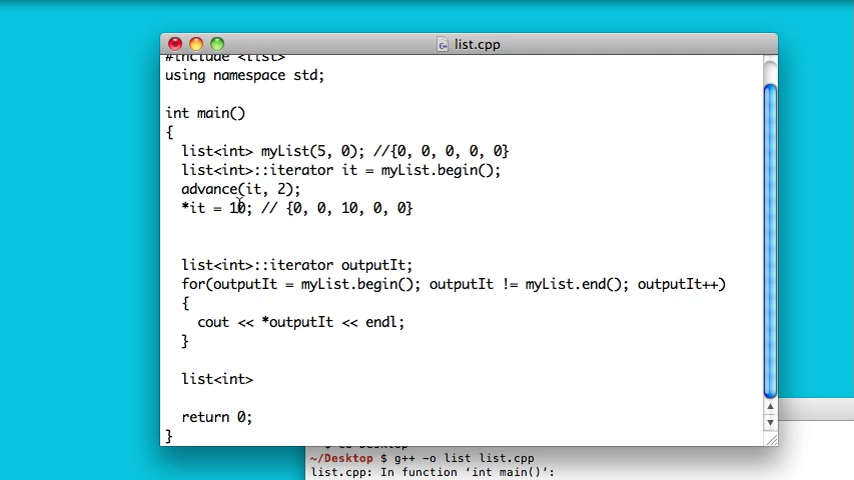 list.cpp
#include <list>
using namespace std;
int main()
{
list<int> myList(5, 0); //{0, 0, 0, 0, 0}
list<int>::iterator it = myList.begin();
advance(it, 2);
*it = 10; // {0, 0, 10, 0, 0}
list<int>::iterator outputIt;
for(outputIt = myList.begin(); outputIt != myList.end(); outputIt++)
{
cout << *outputIt << endl;
}
list<int>
return 0;
}
~/Desktop $ g++ -o list list.cpp
list.cpp: In function ‘int main()’: